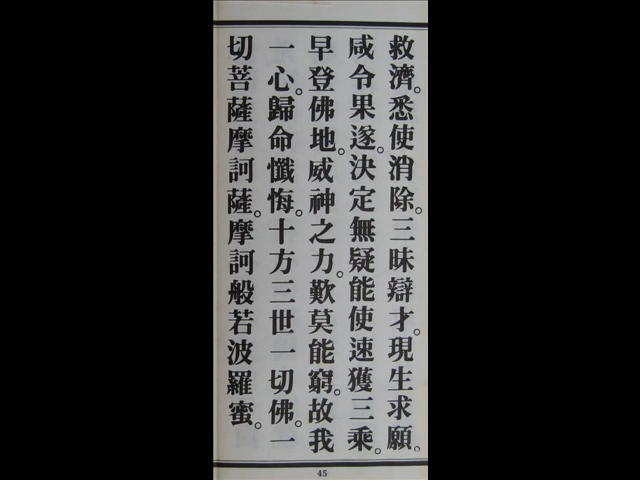 救濟。悉使消除。三昧辯才。現生求願。
咸令果遂。決定無疑能使速獲三乘。
早登佛地。威神之力。歎莫能窮。故我
一心。歸命懺悔。十方三世一切佛。一
切菩薩摩訶薩。摩訶般若波羅蜜。
45